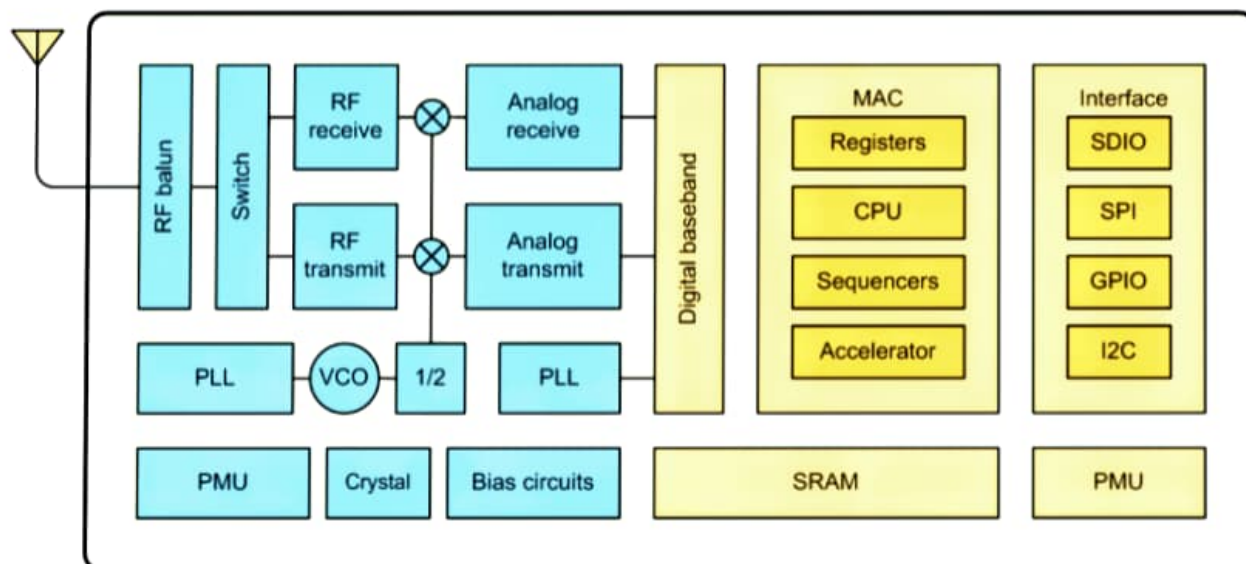 RF balun
Switch
RF
receive
Analog
receive
RF
transmit
Analog
transmit
PLL
VCO
1/2
PLL
Digital baseband
MAC
Registers
CPU
Sequencers
Accelerator
Interface
SDIO
SPI
GPIO
I2C
PMU
Crystal
Bias circuits
SRAM
PMU